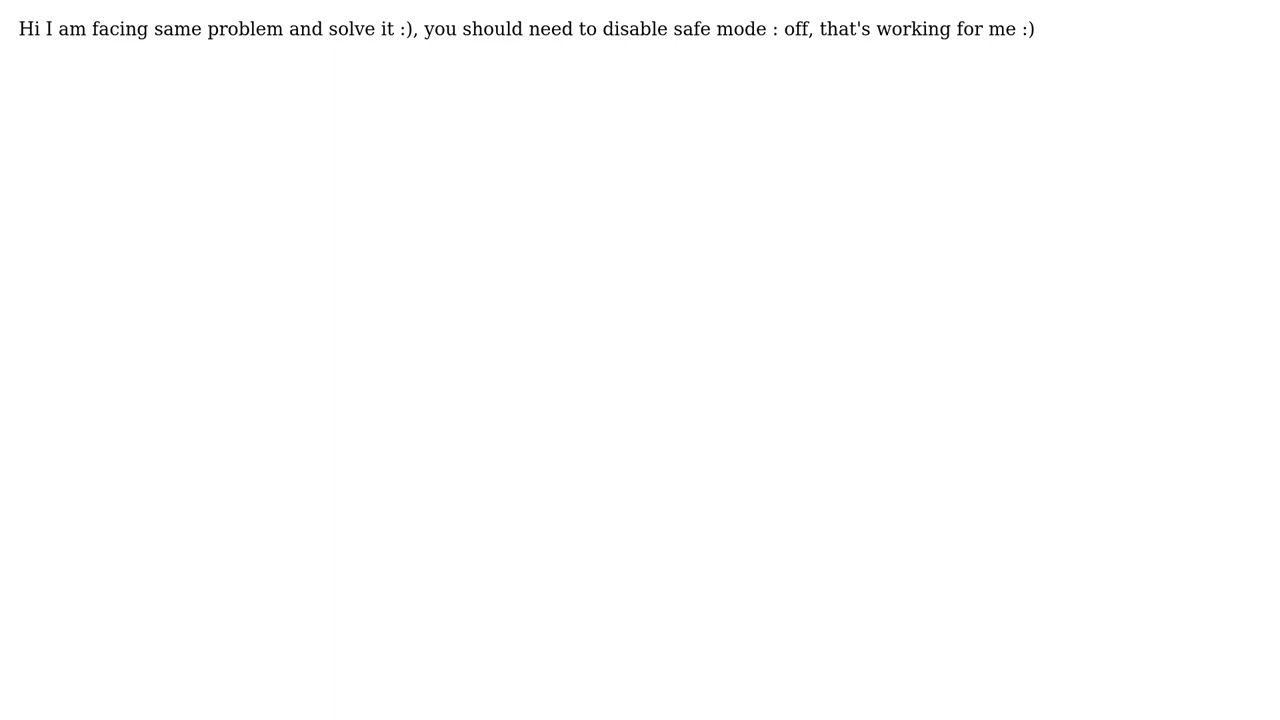 Hi I am facing same problem and solve it :), you should need to disable safe mode : off, that's working for me :)